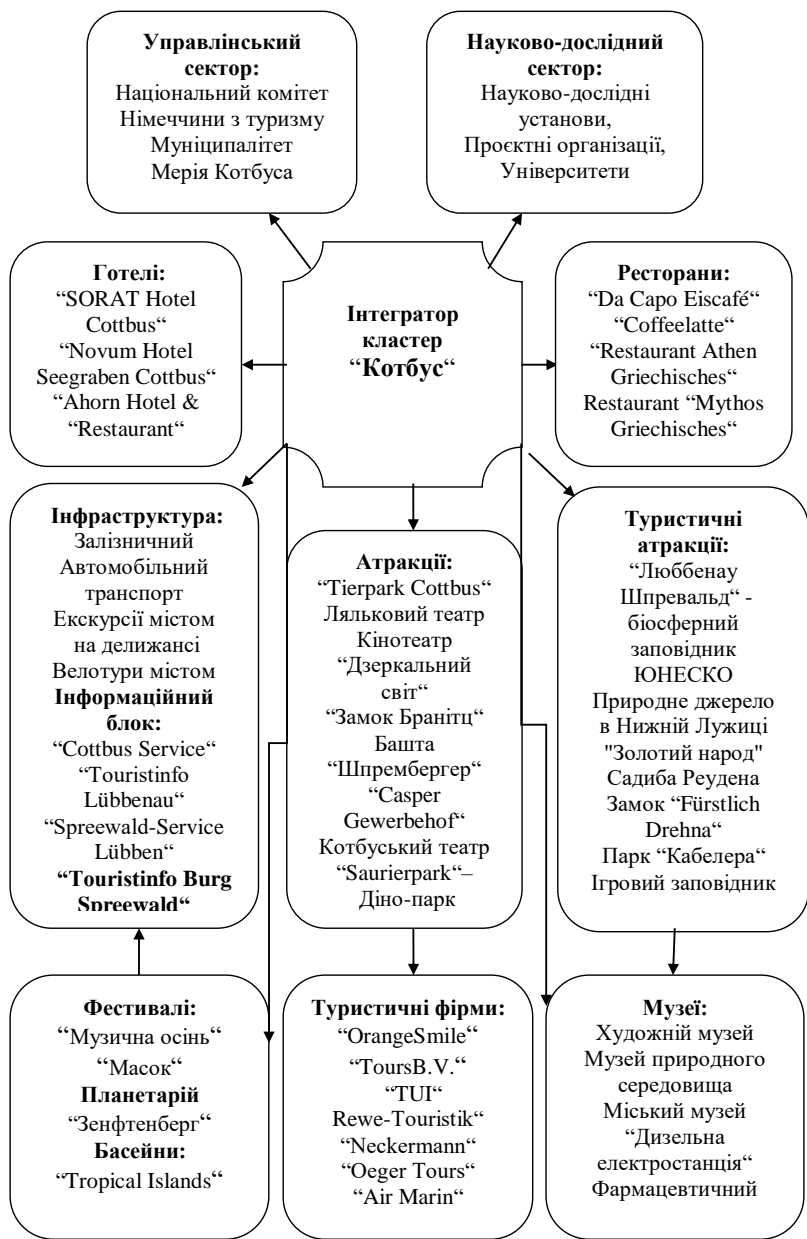 Управлінський
сектор:
Національний комітет
Німеччини з туризму
Муніципалітет
Мерія Котбуса
Науково-дослідний
сектор:
Науково-дослідні
установи,
Проєктні організації,
Університети
Готелі:
“SORAT Hotel
Cottbus“
“Novum Hotel
Seegraben Cottbus“
“Ahorn Hotel &
“Restaurant“
Інтегратор
кластер
“Котбус“
Ресторани:
“Da Capo Eiscafé“
“Coffeelatte“
“Restaurant Athen
Griechisches“
Restaurant “Mythos
Griechisches“
Інфраструктура:
Залізничний
Автомобільний
транспорт
Екскурсії містом
на делижансі
Велотури містом
Інформаційний
блок:
“Cottbus Service“
“Touristinfo
Lübbenau“
“Spreewald-Service
Lübben“
“Touristinfo Burg
Spreewald“
Атракції:
“Tierpark Cottbus“
Ляльковий театр
Кінотеатр
“Дзеркальний
світ“
“Замок Бранітц“
Башта
“Шпрембергер“
“Casper
Gewerbehof“
Котбуський театр
“Saurierpark“–
Діно-парк
Туристичні
атракції:
“Люббенау
Шпревальд“ -
біосферний
заповідник
ЮНЕСКО
Природне джерело
в Нижній Лужиці
"Золотий народ"
Садиба Реудена
Замок “Fürstlich
Drehna“
Парк “Кабелера“
Ігровий заповідник
Фестивалі:
“Музична осінь“
“Масок“
Планетарій
“Зенфтенберг“
Басейни:
“Tropical Islands“
Туристичні фірми:
“OrangeSmile“
“ToursB.V.“
“TUI“
Rewe-Touristik“
“Neckermann“
“Oeger Tours“
“Air Marin“
Музеї:
Художній музей
Музей природного
середовища
Міський музей
“Дизельна
електростанція“
Фармацевтичний